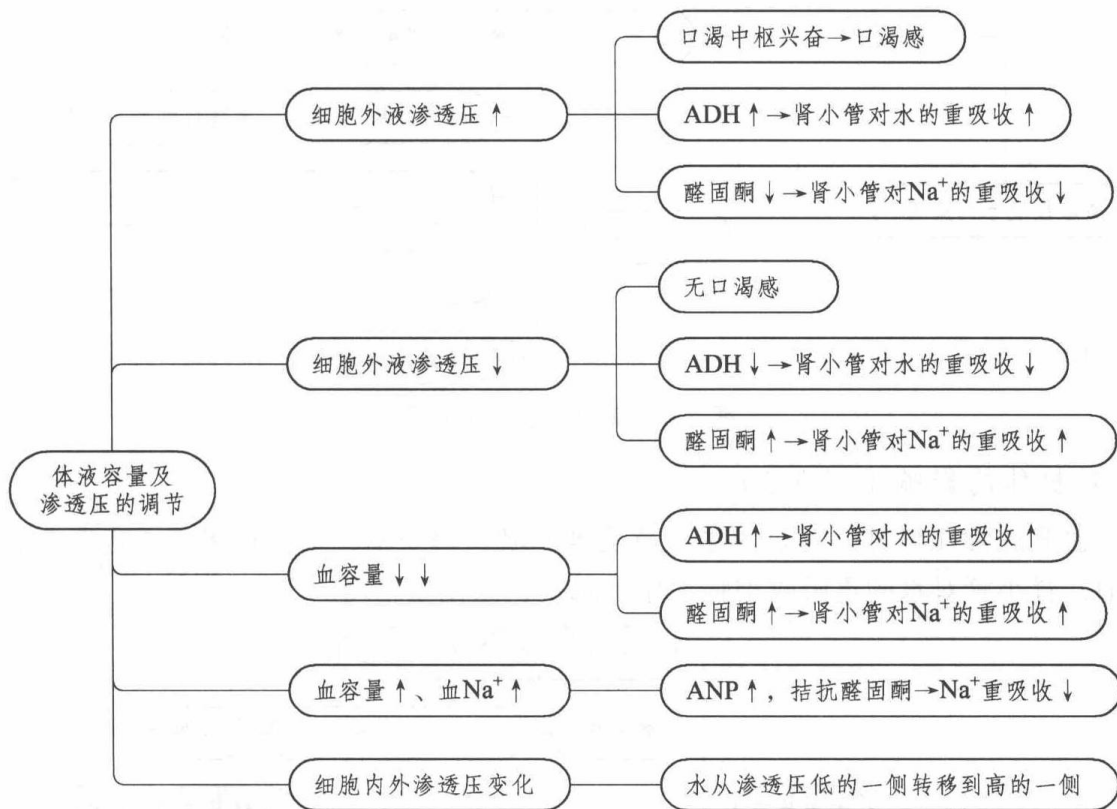 口渴中枢兴奋→口渴感
细胞外液渗透压↑
ADH↑→肾小管对水的重吸收↑
醛固酮↓→肾小管对Na⁺的重吸收↓
无口渴感
细胞外液渗透压↓
ADH↓→肾小管对水的重吸收↓
醛固酮↑→肾小管对Na⁺的重吸收↑
体液容量及
渗透压的调节
ADH↑→肾小管对水的重吸收↑
血容量↓↓
醛固酮↑→肾小管对Na⁺的重吸收↑
血容量↑、血Na⁺↑
ANP↑，拮抗醛固酮→Na⁺重吸收↓
细胞内外渗透压变化
水从渗透压低的一侧转移到高的一侧